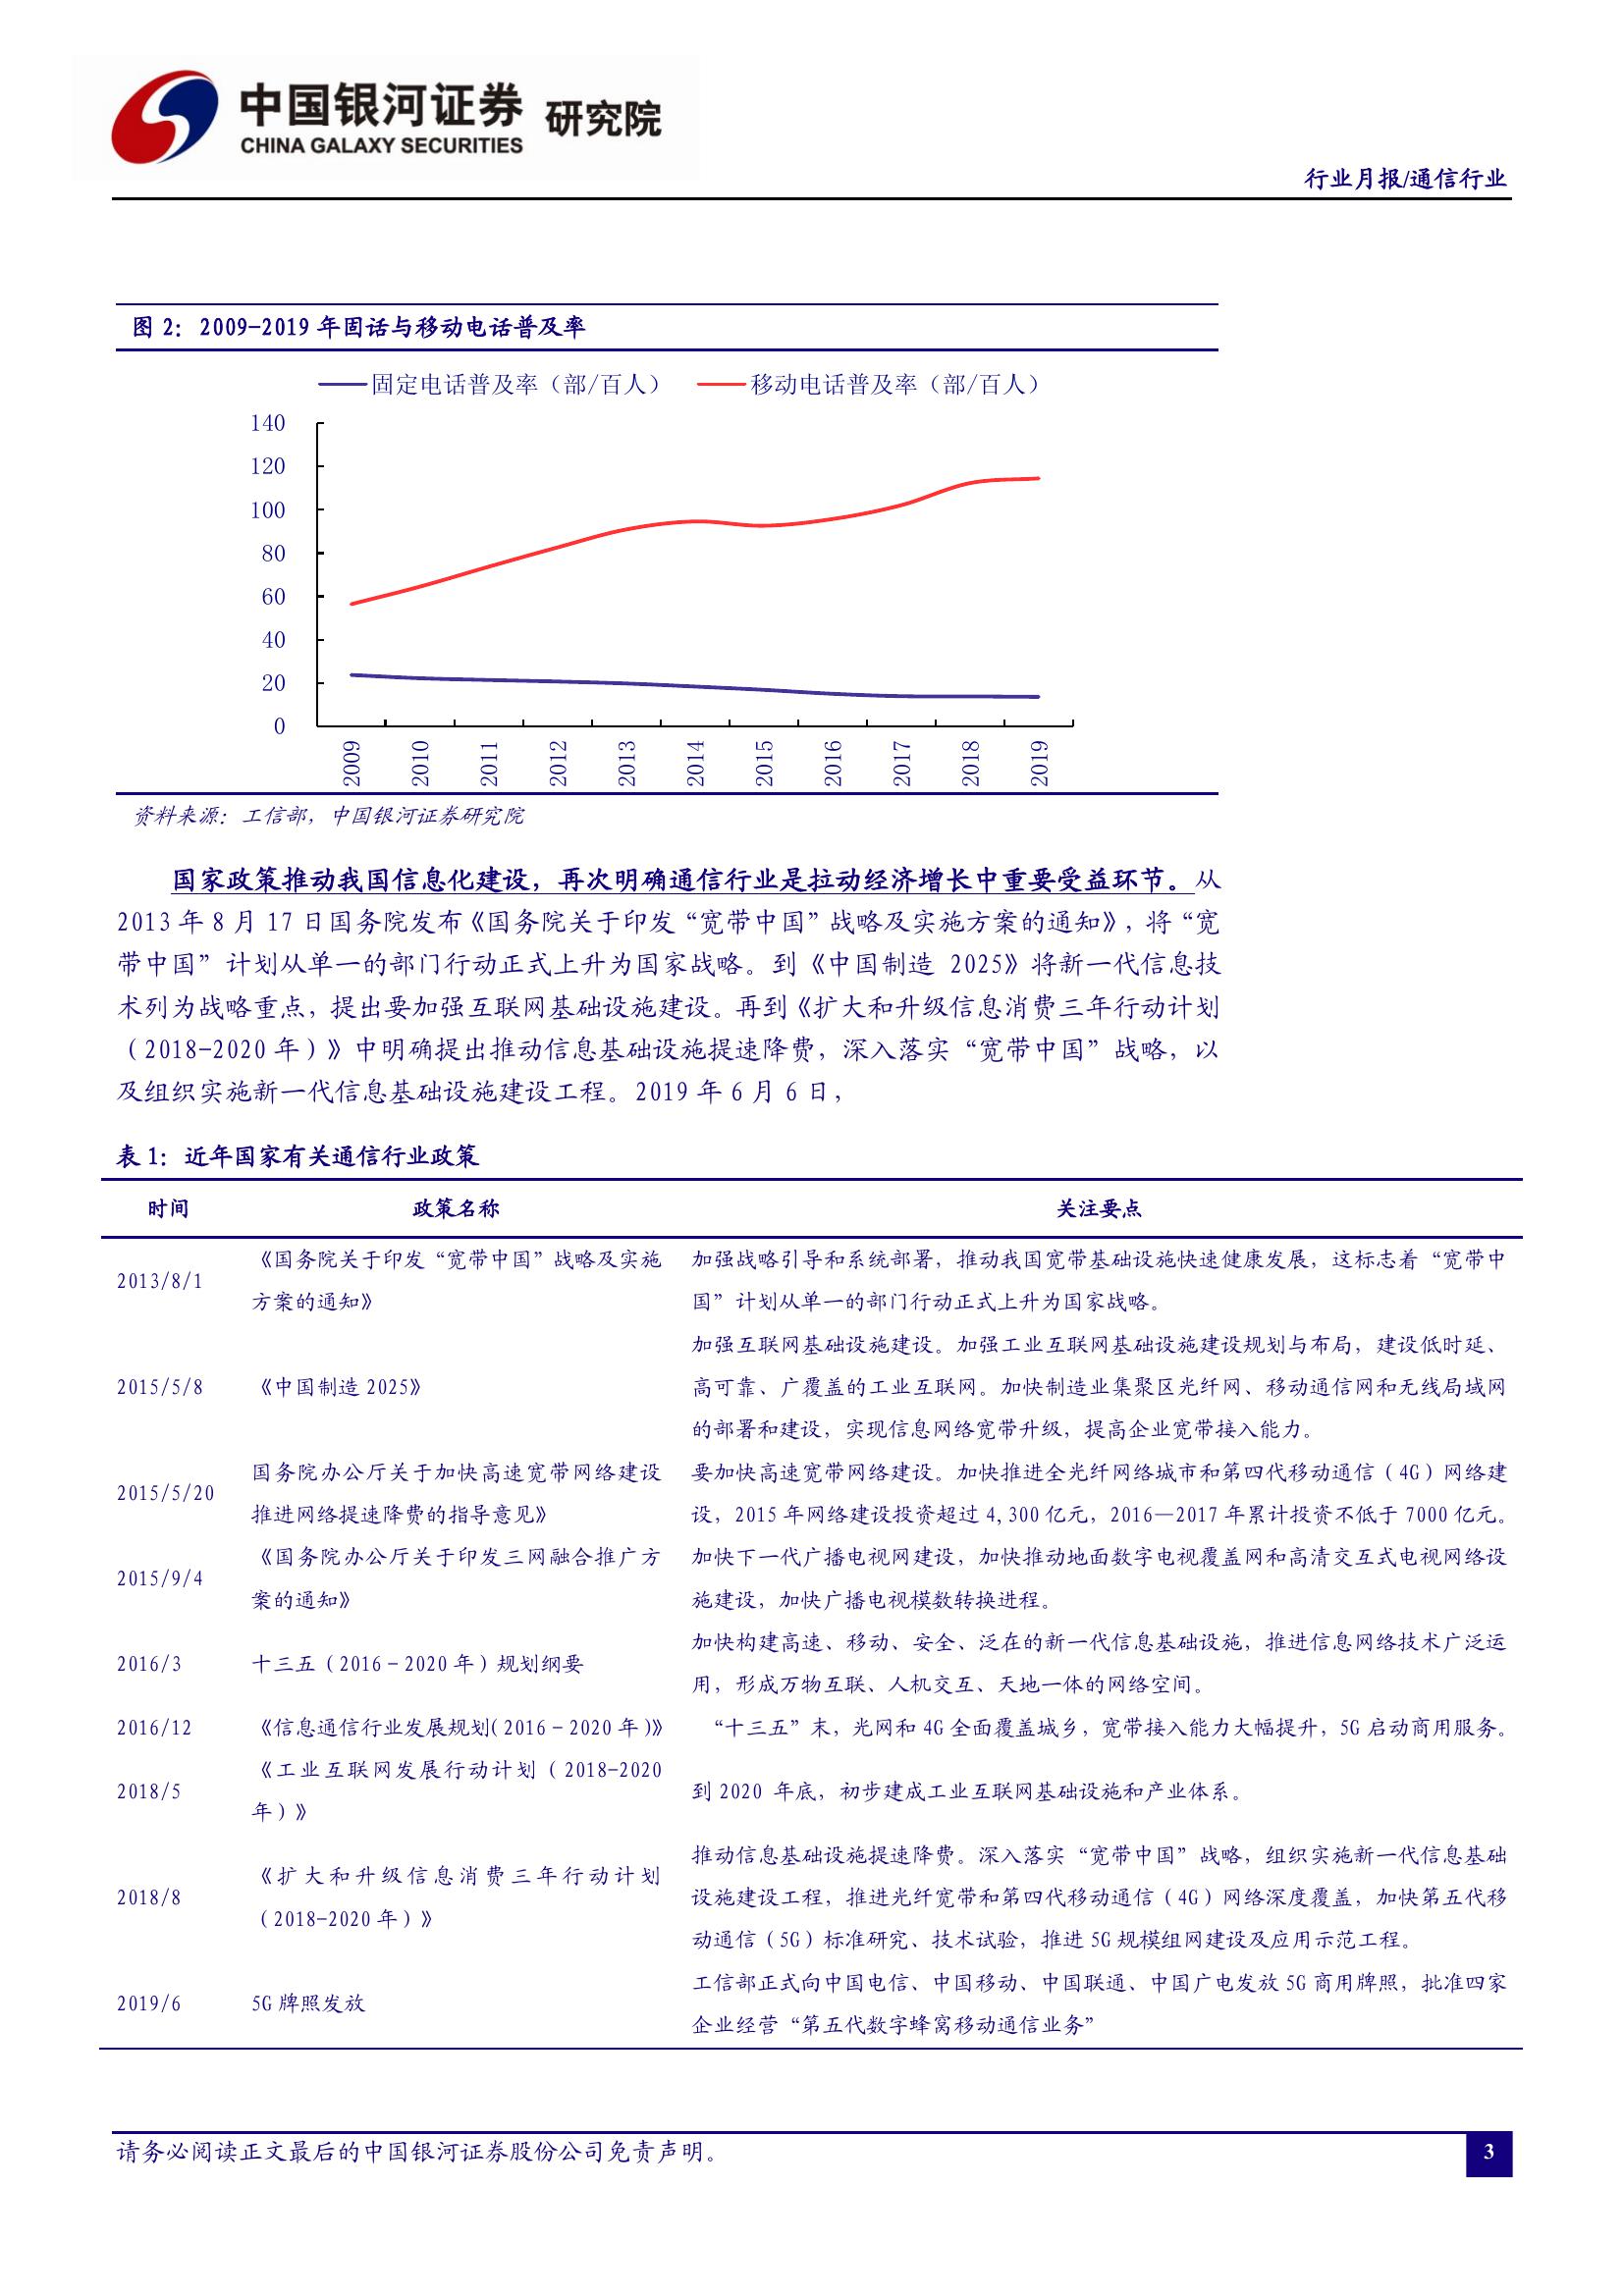 中国银河证券 研究院
CHINA GALAXY SECURITIES
行业月报/通信行业
图 2：2009-2019 年固话与移动电话普及率
固定电话普及率（部/百人） 移动电话普及率（部/百人）
140
120
100
80
60
40
20
0
2009 2010 2011 2012 2013 2014 2015 2016 2017 2018 2019
资料来源：工信部，中国银河证券研究院
国家政策推动我国信息化建设，再次明确通信行业是拉动经济增长中重要受益环节。从
2013 年 8 月 17 日国务院发布《国务院关于印发“宽带中国”战略及实施方案的通知》，将“宽
带中国”计划从单一的部门行动正式上升为国家战略。到《中国制造 2025》将新一代信息技
术列为战略重点，提出要加强互联网基础设施建设。再到《扩大和升级信息消费三年行动计划
（2018-2020 年）》中明确提出推动信息基础设施提速降费，深入落实“宽带中国”战略，以
及组织实施新一代信息基础设施建设工程。2019 年 6 月 6 日，
表 1：近年国家有关通信行业政策
时间 政策名称 关注要点
2013/8/1
《国务院关于印发“宽带中国”战略及实施
方案的通知》
加强战略引导和系统部署，推动我国宽带基础设施快速健康发展，这标志着“宽带中
国”计划从单一的部门行动正式上升为国家战略。
2015/5/8
《中国制造 2025》
加强互联网基础设施建设。加强工业互联网基础设施建设规划与布局，建设低时延、
高可靠、广覆盖的工业互联网。加快制造业集聚区光纤网、移动通信网和无线局域网
的部署和建设，实现信息网络宽带升级，提高企业宽带接入能力。
2015/5/20
国务院办公厅关于加快高速宽带网络建设
推进网络提速降费的指导意见》
要加快高速宽带网络建设。加快推进全光纤网络城市和第四代移动通信（4G）网络建
设，2015 年网络建设投资超过 4,300 亿元，2016—2017 年累计投资不低于 7000 亿元。
2015/9/4
《国务院办公厅关于印发三网融合推广方
案的通知》
加快下一代广播电视网建设，加快推动地面数字电视覆盖网和高清交互式电视网络设
施建设，加快广播电视模数转换进程。
2016/3
十三五（2016－2020 年）规划纲要
加快构建高速、移动、安全、泛在的新一代信息基础设施，推进信息网络技术广泛运
用，形成万物互联、人机交互、天地一体的网络空间。
2016/12
《信息通信行业发展规划(2016－2020 年)》
“十三五”末，光网和 4G 全面覆盖城乡，宽带接入能力大幅提升，5G 启动商用服务。
2018/5
《工业互联网发展行动计划（2018-2020
年）》
到 2020 年底，初步建成工业互联网基础设施和产业体系。
2018/8
《扩大和升级信息消费三年行动计划
（2018-2020 年）》
推动信息基础设施提速降费。深入落实“宽带中国”战略，组织实施新一代信息基础
设施建设工程，推进光纤宽带和第四代移动通信（4G）网络深度覆盖，加快第五代移
动通信（5G）标准研究、技术试验，推进 5G 规模组网建设及应用示范工程。
2019/6
5G 牌照发放
工信部正式向中国电信、中国移动、中国联通、中国广电发放 5G 商用牌照，批准四家
企业经营“第五代数字蜂窝移动通信业务”
请务必阅读正文最后的中国银河证券股份公司免责声明。
3